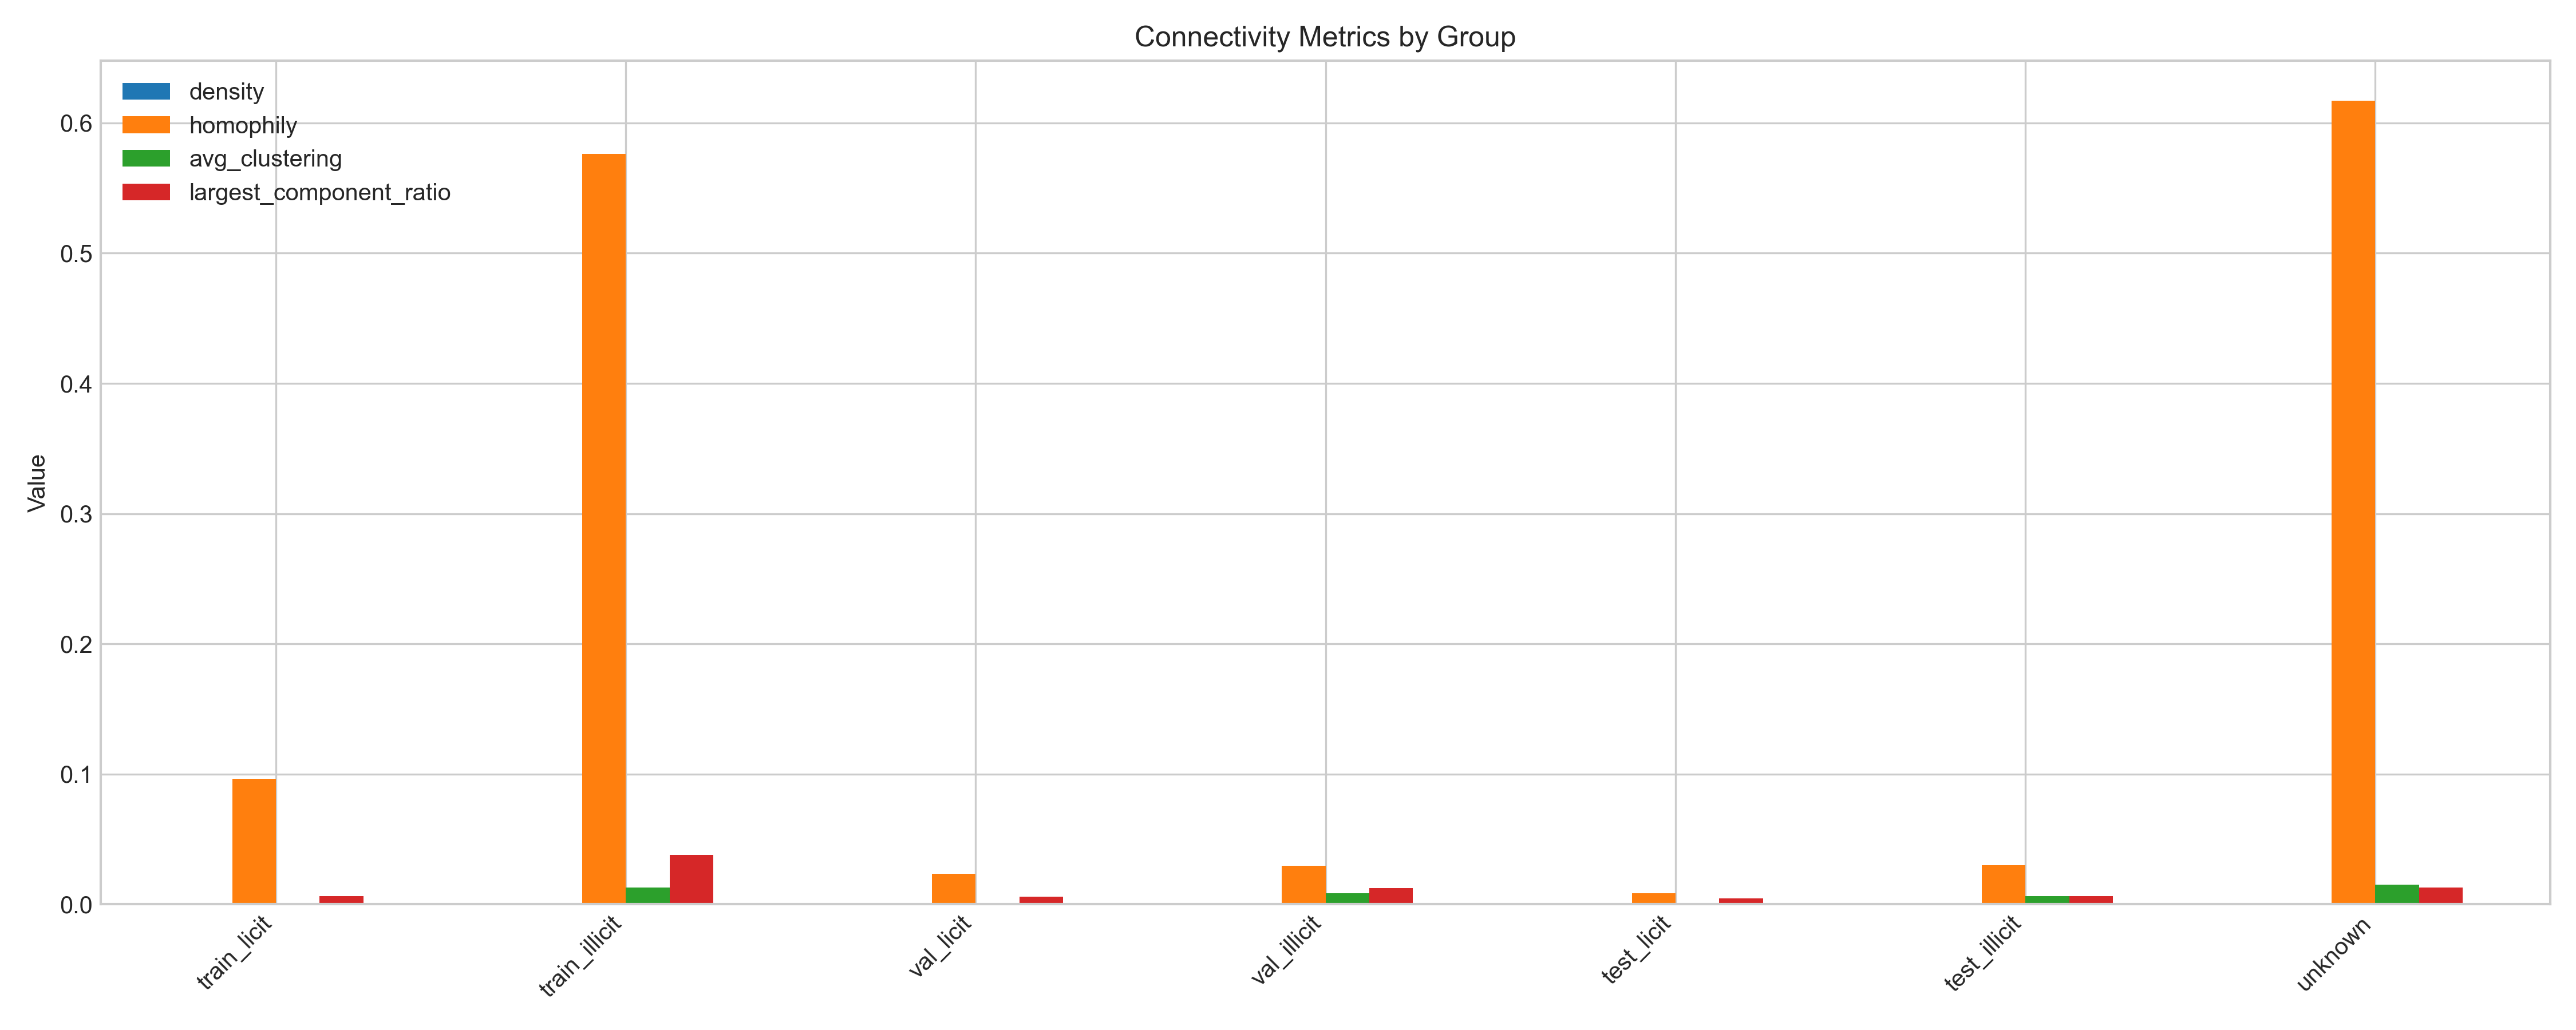 Connectivity Metrics by Group
density
homophily
avg_clustering
largest_component_ratio
Value
0.6
0.5
0.4
0.3
0.2
0.1
0.0
train_licit
train_illicit
val_licit
val_illicit
test_licit
test_illicit
unknown